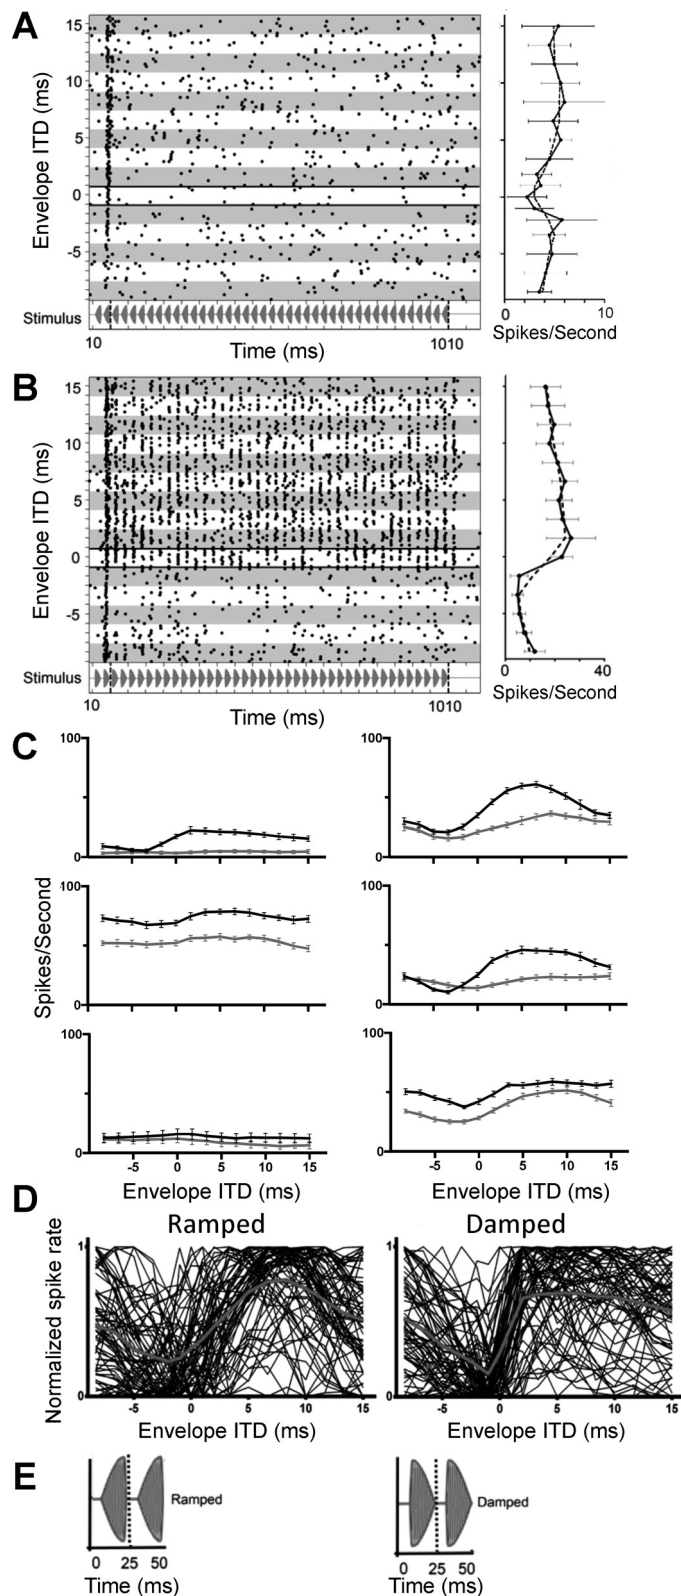 A
Envelope ITD (ms)
15
10
5
0
-5
Stimulus
10
1010
Time (ms)
0
10
Spikes/Second
B
Envelope ITD (ms)
15
10
5
0
-5
Stimulus
10
1010
Time (ms)
0
40
Spikes/Second
C
Spikes/Second
100
0
100
0
100
0
100
0
100
0
100
0
-5 0 5 10 15
-5 0 5 10 15
Envelope ITD (ms)
Envelope ITD (ms)
D
Ramped
Damped
Normalized spike rate
1
0
-5 0 5 10 15
Envelope ITD (ms)
1
0
-5 0 5 10 15
Envelope ITD (ms)
E
Ramped
0 25 50
Time (ms)
Damped
0 25 50
Time (ms)